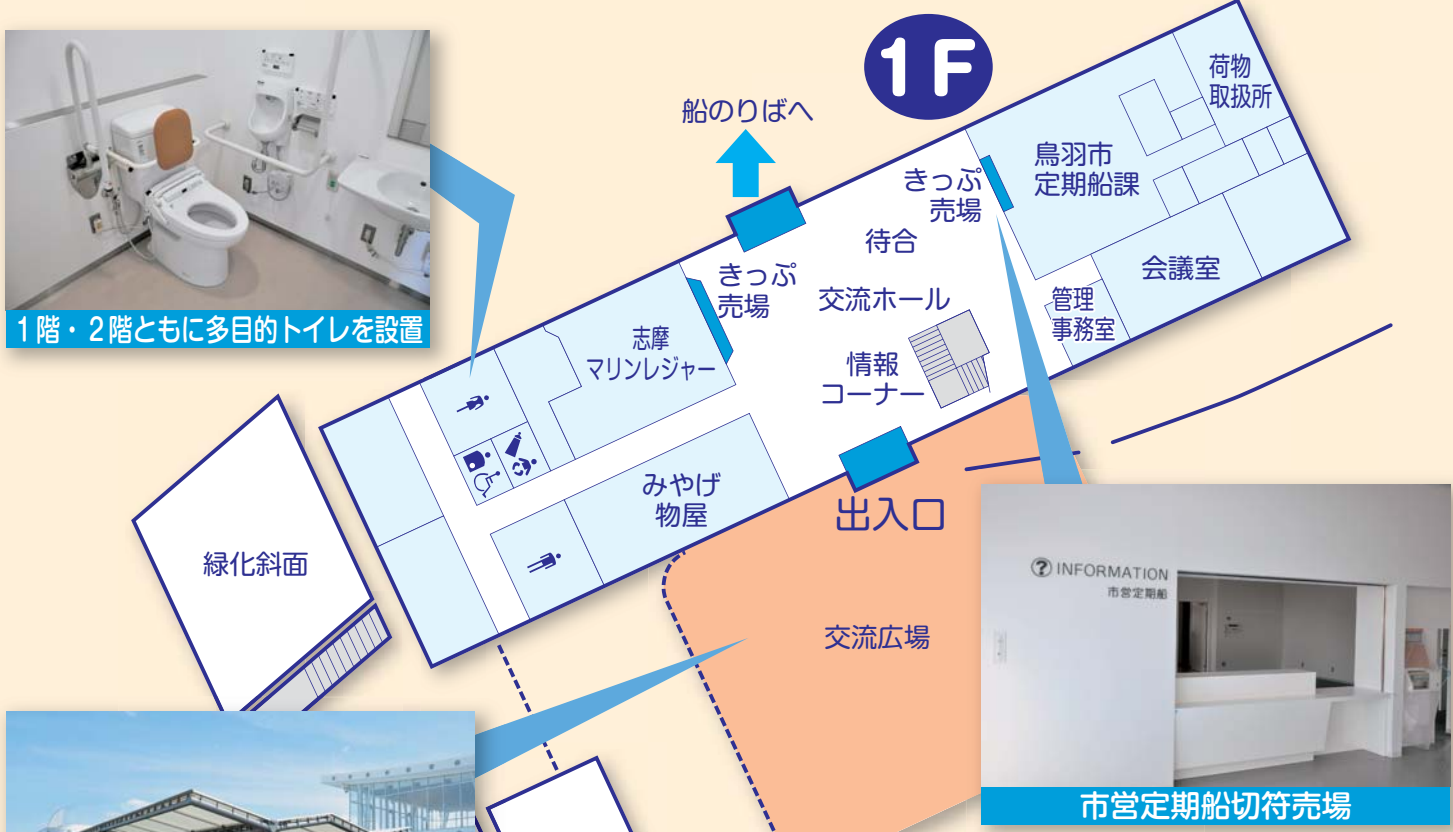 1F
荷物
取扱所
船のりばへ
鳥羽市
定期船課
きっぷ
売場
待合
会議室
きっぷ
売場
交流ホール
管理
事務室
1階・2階ともに多目的トイレを設置
志摩
マリンレジャー
情報
コーナー
みやげ
物屋
出入口
緑化斜面
交流広場
? INFORMATION
市営定期船
市営定期船切符売場